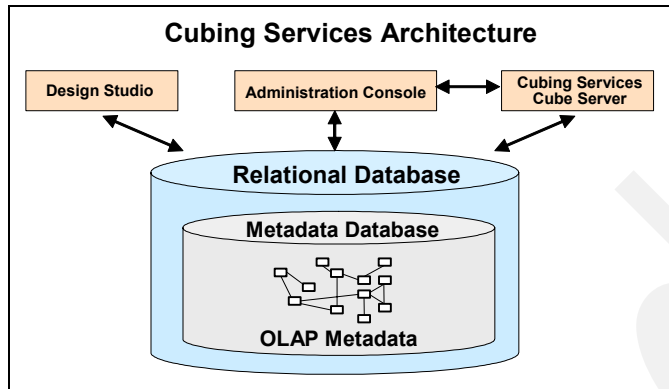 Cubing Services Architecture
Design Studio
Administration Console
Cubing Services
Cube Server
Relational Database
Metadata Database
OLAP Metadata